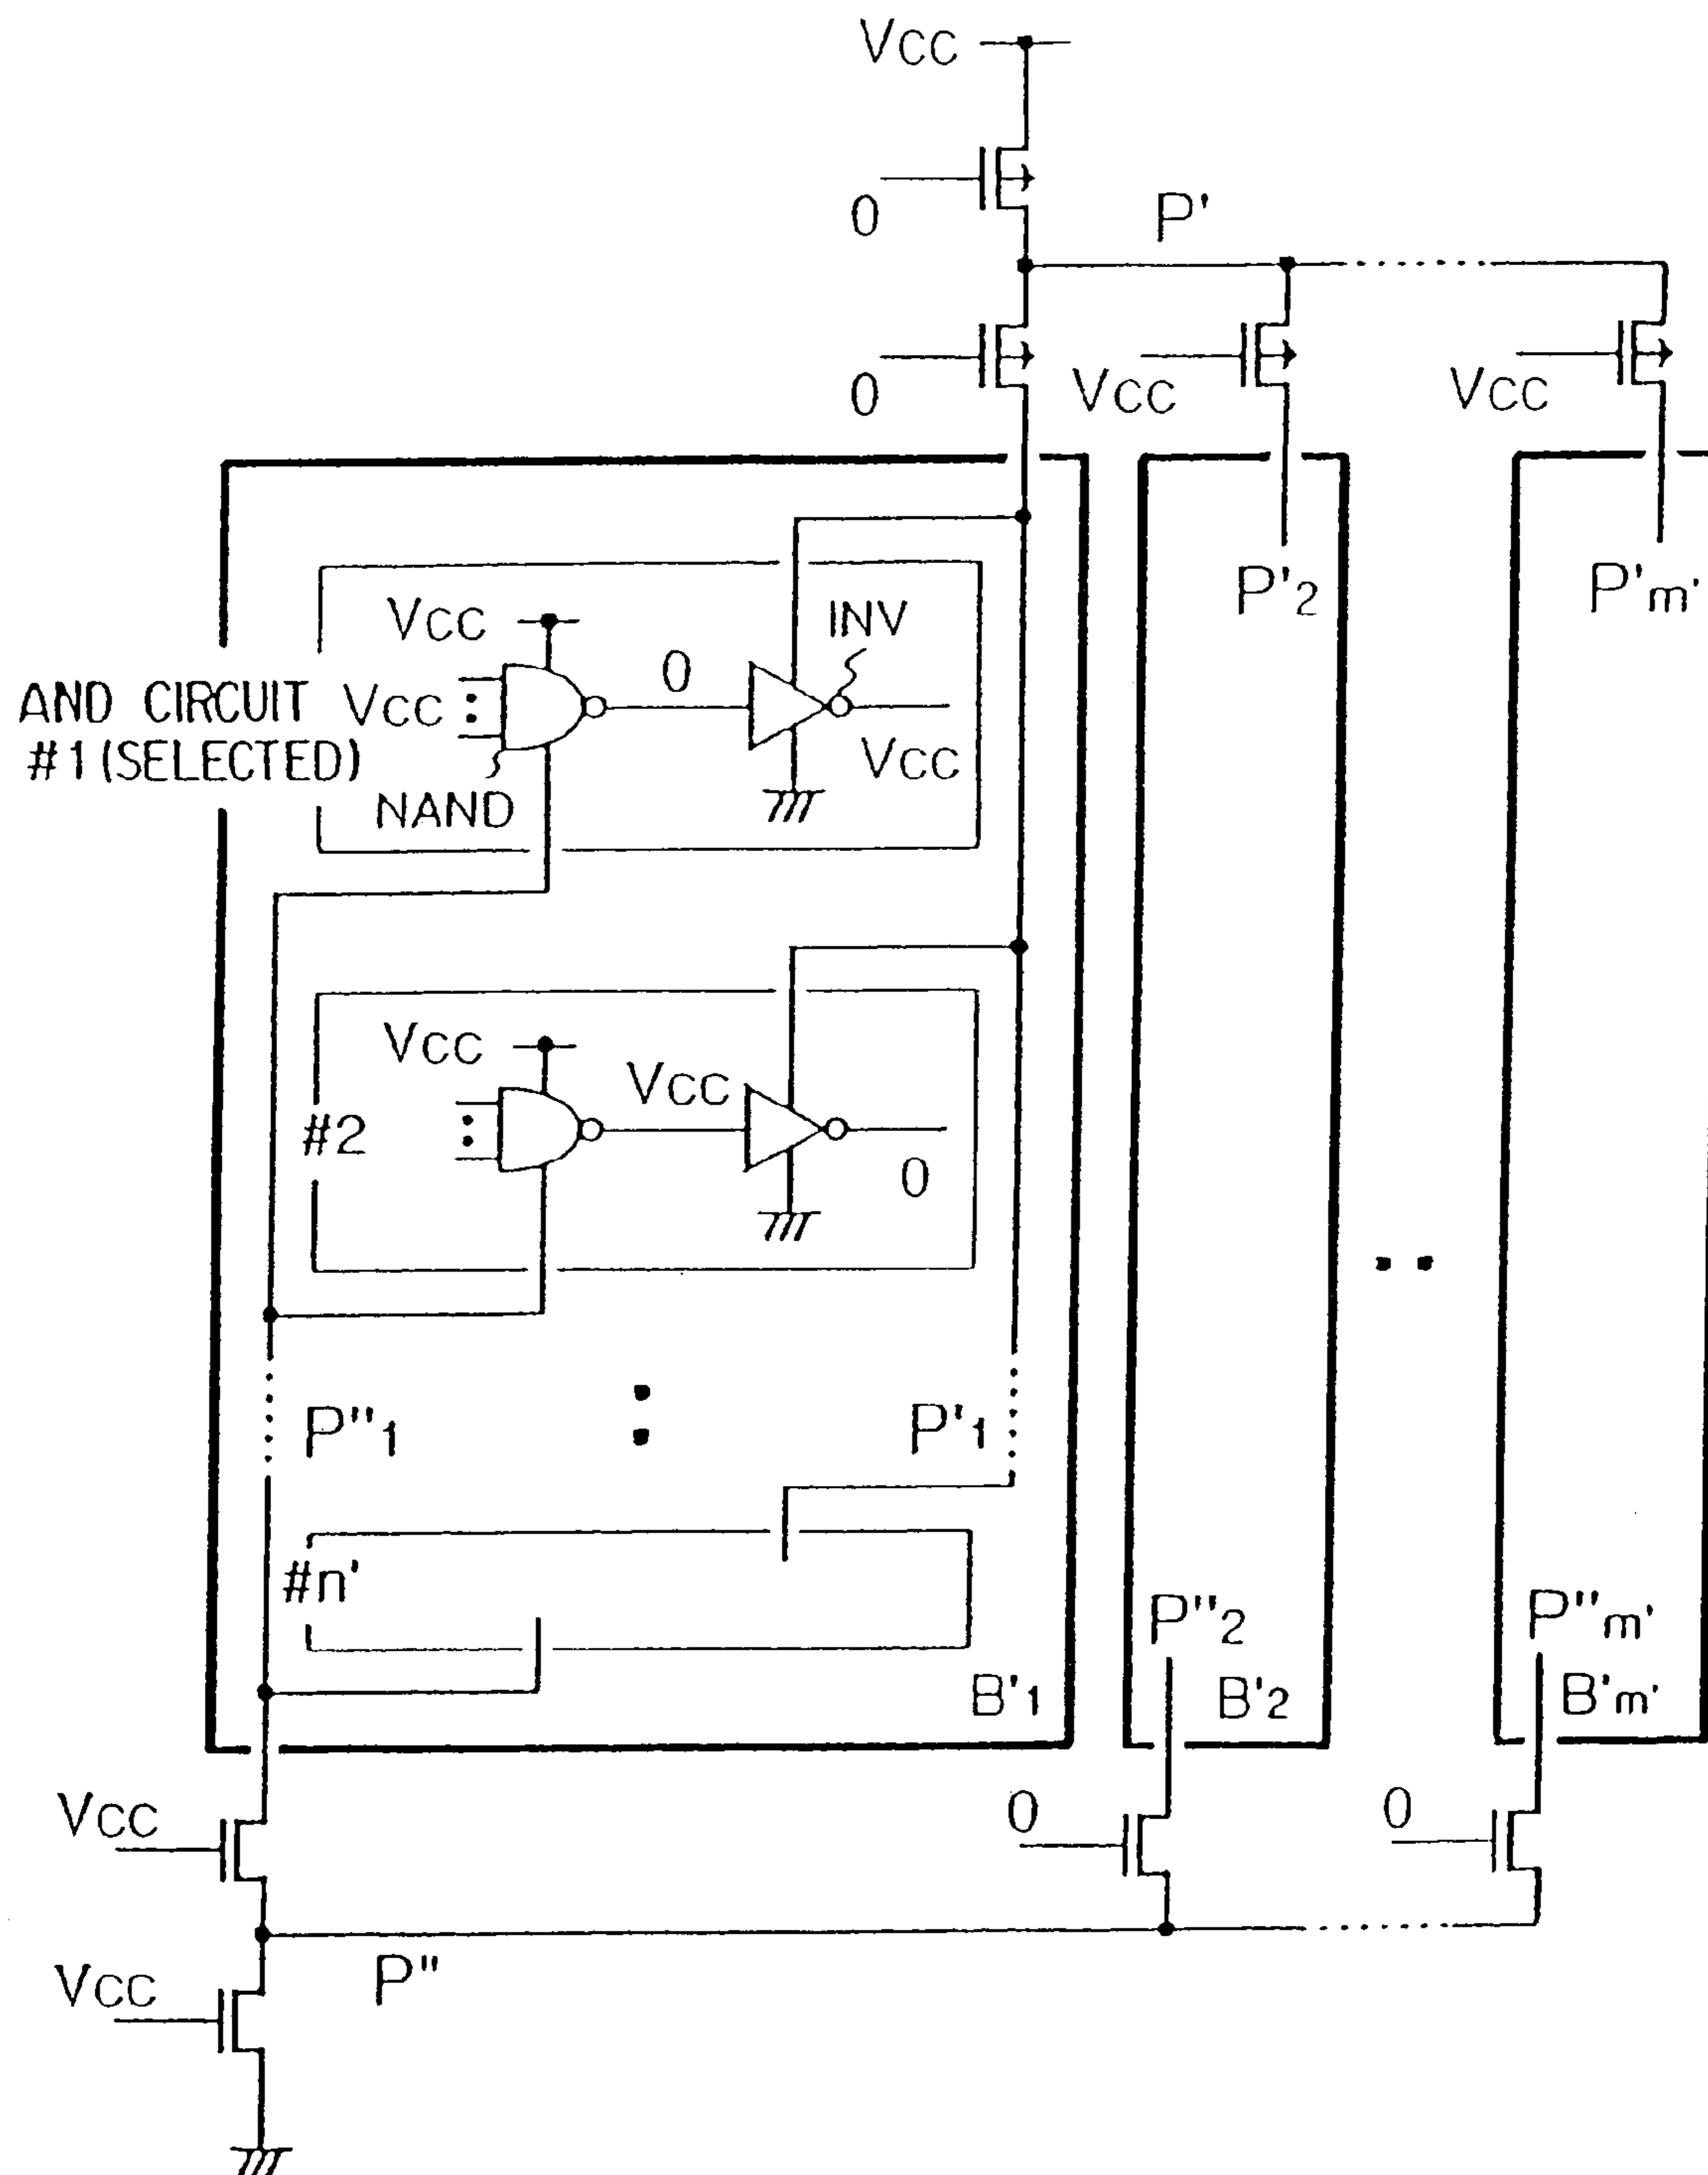 VCC
0
P'
0
VCC
VCC
P'2
P'm'
VCC
INV
0
AND CIRCUIT
#1(SELECTED)
VCC
VCC
NAND
VCC
VCC
#2
0
P"1
P'1
#n'
P"2
P"m'
B'1
B'2
B'm'
VCC
0
0
VCC
P"